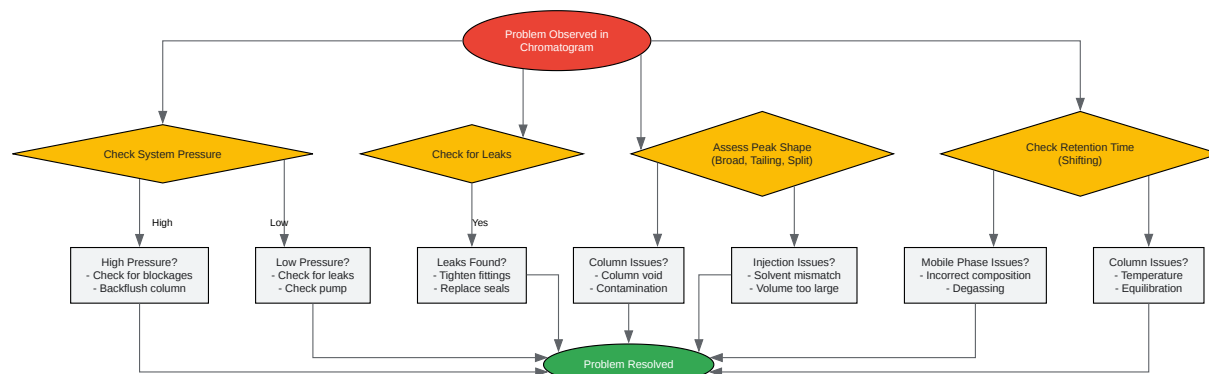 Problem Observed in
Chromatogram
Check System Pressure
Check for Leaks
Assess Peak Shape
(Broad, Tailing, Split)
Check Retention Time
(Shifting)
High
Low
Yes
High Pressure?
- Check for blockages
- Backflush column
Low Pressure?
- Check for leaks
- Check pump
Leaks Found?
- Tighten fittings
- Replace seals
Column Issues?
- Column void
- Contamination
Injection Issues?
- Solvent mismatch
- Volume too large
Mobile Phase Issues?
- Incorrect composition
- Degassing
Column Issues?
- Temperature
- Equilibration
Problem Resolved